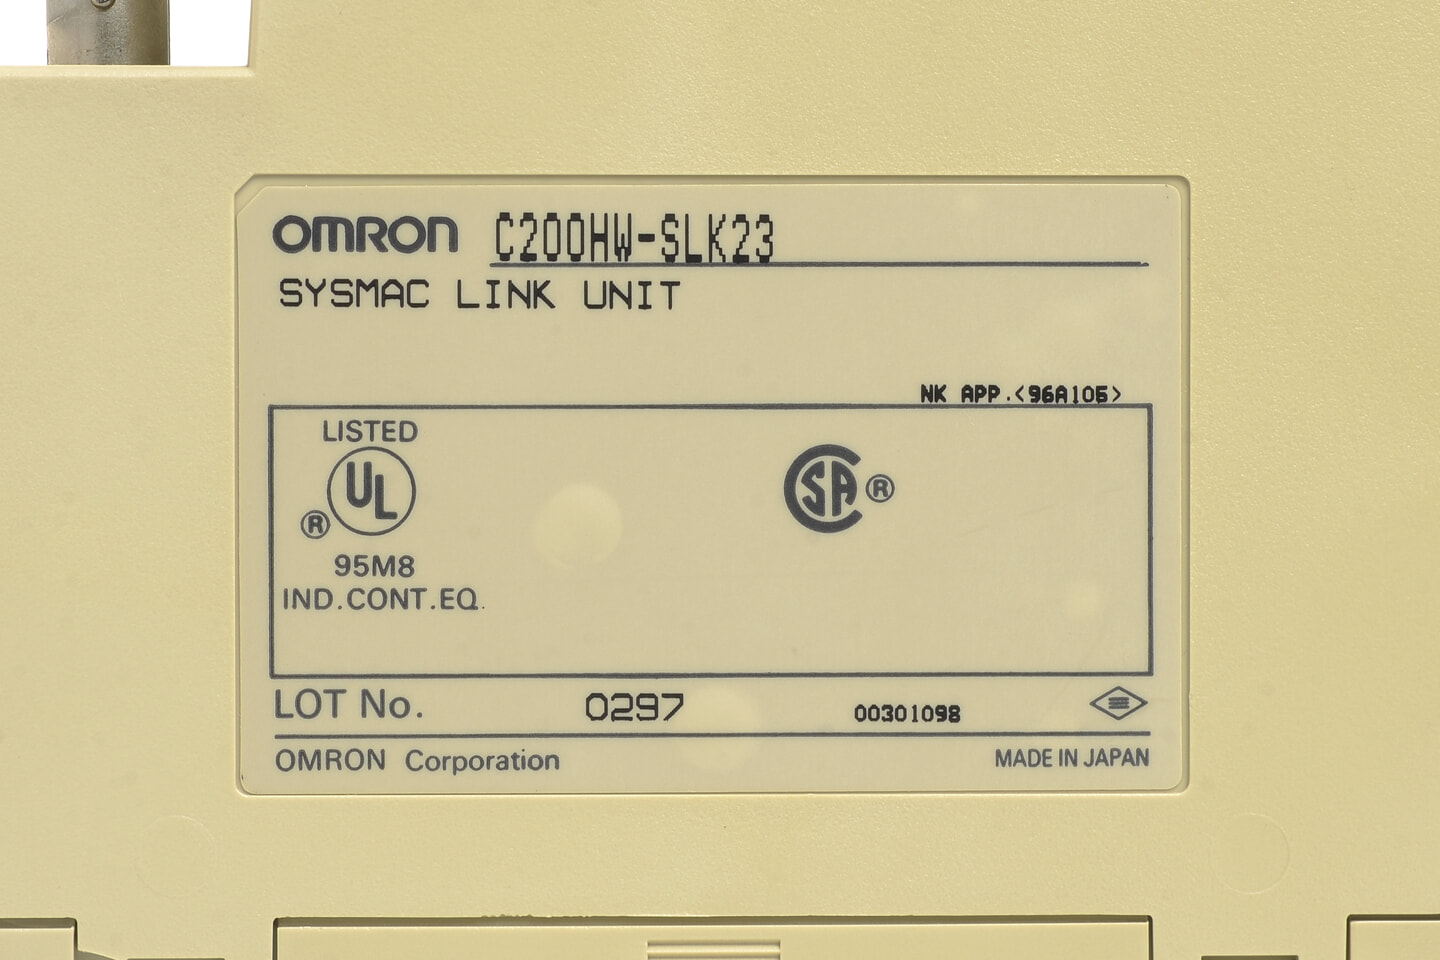 OMRON C200HW-SLK23
SYSMAC LINK UNIT
NK APP.<96A105>
LISTED
UL
®
SA ®
95M8
IND.CONT.EQ.
LOT No. 0297 00301098
OMRON Corporation MADE IN JAPAN